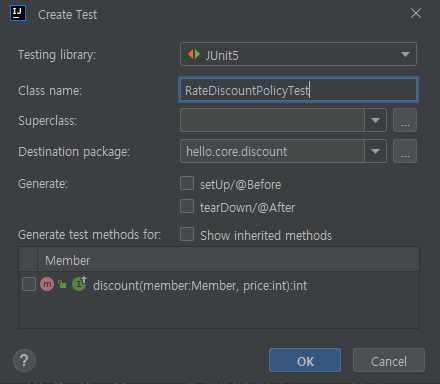 IJ
Create Test
Testing library:
JUnit5
Class name:
RateDiscountPolicyTest
Superclass:
...
Destination package:
hello.core.discount
...
Generate:
setUp/@Before
tearDown/@After
Generate test methods for:
Show inherited methods
Member
m I discount(member:Member, price:int):int
?
OK
Cancel